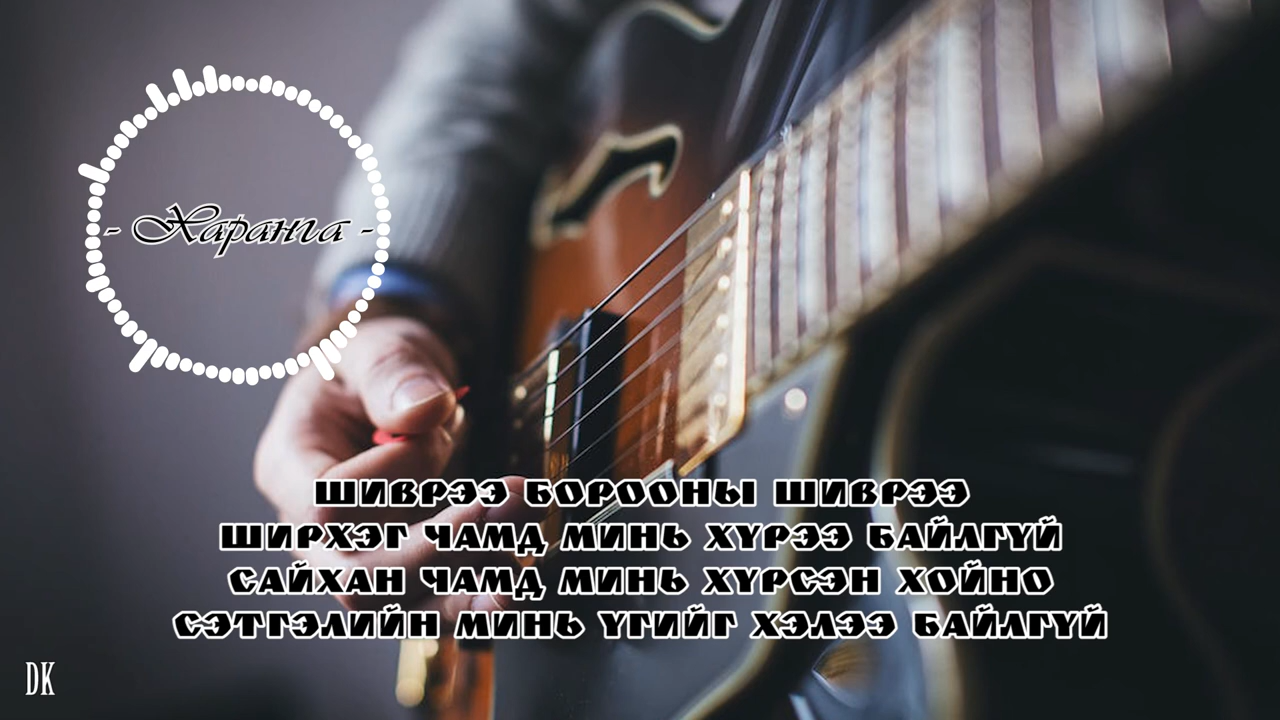 - Харанга -
ШИВРЭЭ БОРООНЫ ШИВРЭЭ
ШИРХЭГ ЧАМД МИНЬ ХҮРЭЭ БАЙЛГҮЙ
САЙХАН ЧАМД МИНЬ ХҮРСЭН ХОЙНО
СЭТГЭЛИЙН МИНЬ ҮГИЙГ ХЭЛЭЭ БАЙЛГҮЙ
DK